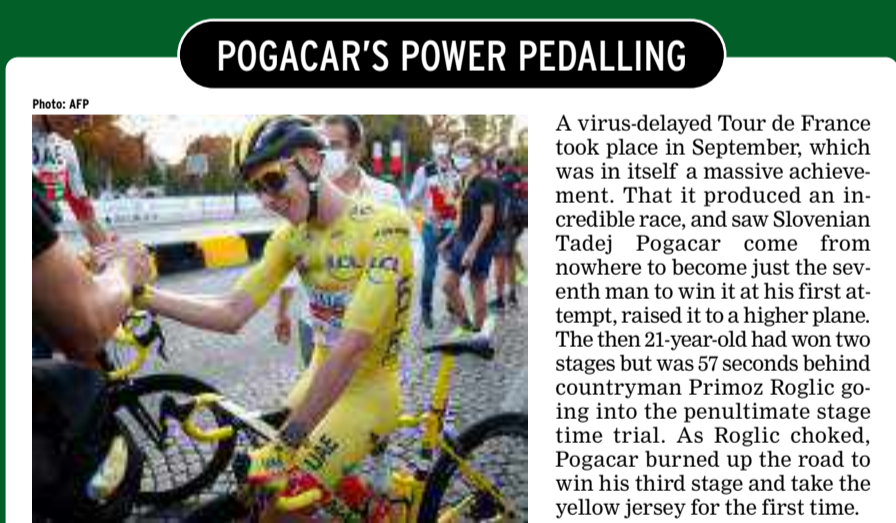 POGACAR'S POWER PEDALLING
Photo: AFP
A virus-delayed Tour de France
took place in September, which
was in itself a massive achieve-
ment. That it produced an in-
credible race, and saw Slovenian
Tadej Pogacar come from
nowhere to become just the sev-
enth man to win it at his first at-
tempt, raised it to a higher plane.
The then 21-year-old had won two
stages but was 57 seconds behind
countryman Primoz Roglic go-
ing into the penultimate stage
time trial. As Roglic choked,
Pogacar burned up the road to
win his third stage and take the
yellow jersey for the first time.
LCL
UAE